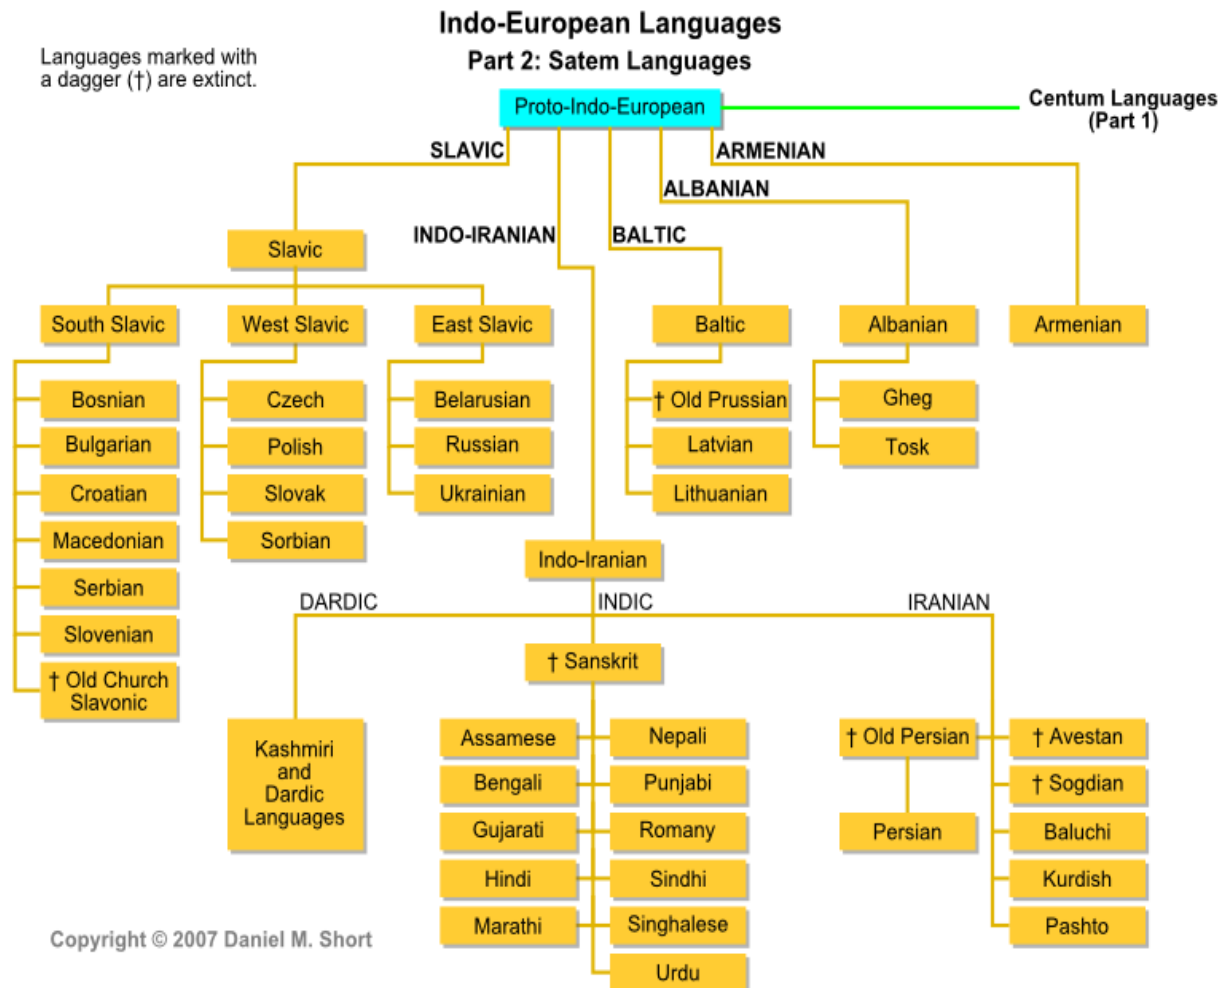 Indo-European Languages
Part 2: Satem Languages
Languages marked with
a dagger (†) are extinct.
Proto-Indo-European
Centum Languages
(Part 1)
SLAVIC
ARMENIAN
ALBANIAN
INDO-IRANIAN
BALTIC
Slavic
South Slavic
West Slavic
East Slavic
Baltic
Albanian
Armenian
Bosnian
Bulgarian
Croatian
Macedonian
Serbian
Slovenian
† Old Church
Slavonic
Czech
Polish
Slovak
Sorbian
Belarusian
Russian
Ukrainian
† Old Prussian
Latvian
Lithuanian
Gheg
Tosk
Indo-Iranian
DARDIC
INDIC
IRANIAN
Kashmiri
and
Dardic
Languages
† Sanskrit
Assamese
Bengali
Gujarati
Hindi
Marathi
Nepali
Punjabi
Romany
Sindhi
Singhalese
Urdu
† Old Persian
Persian
† Avestan
† Sogdian
Baluchi
Kurdish
Pashto
Copyright © 2007 Daniel M. Short